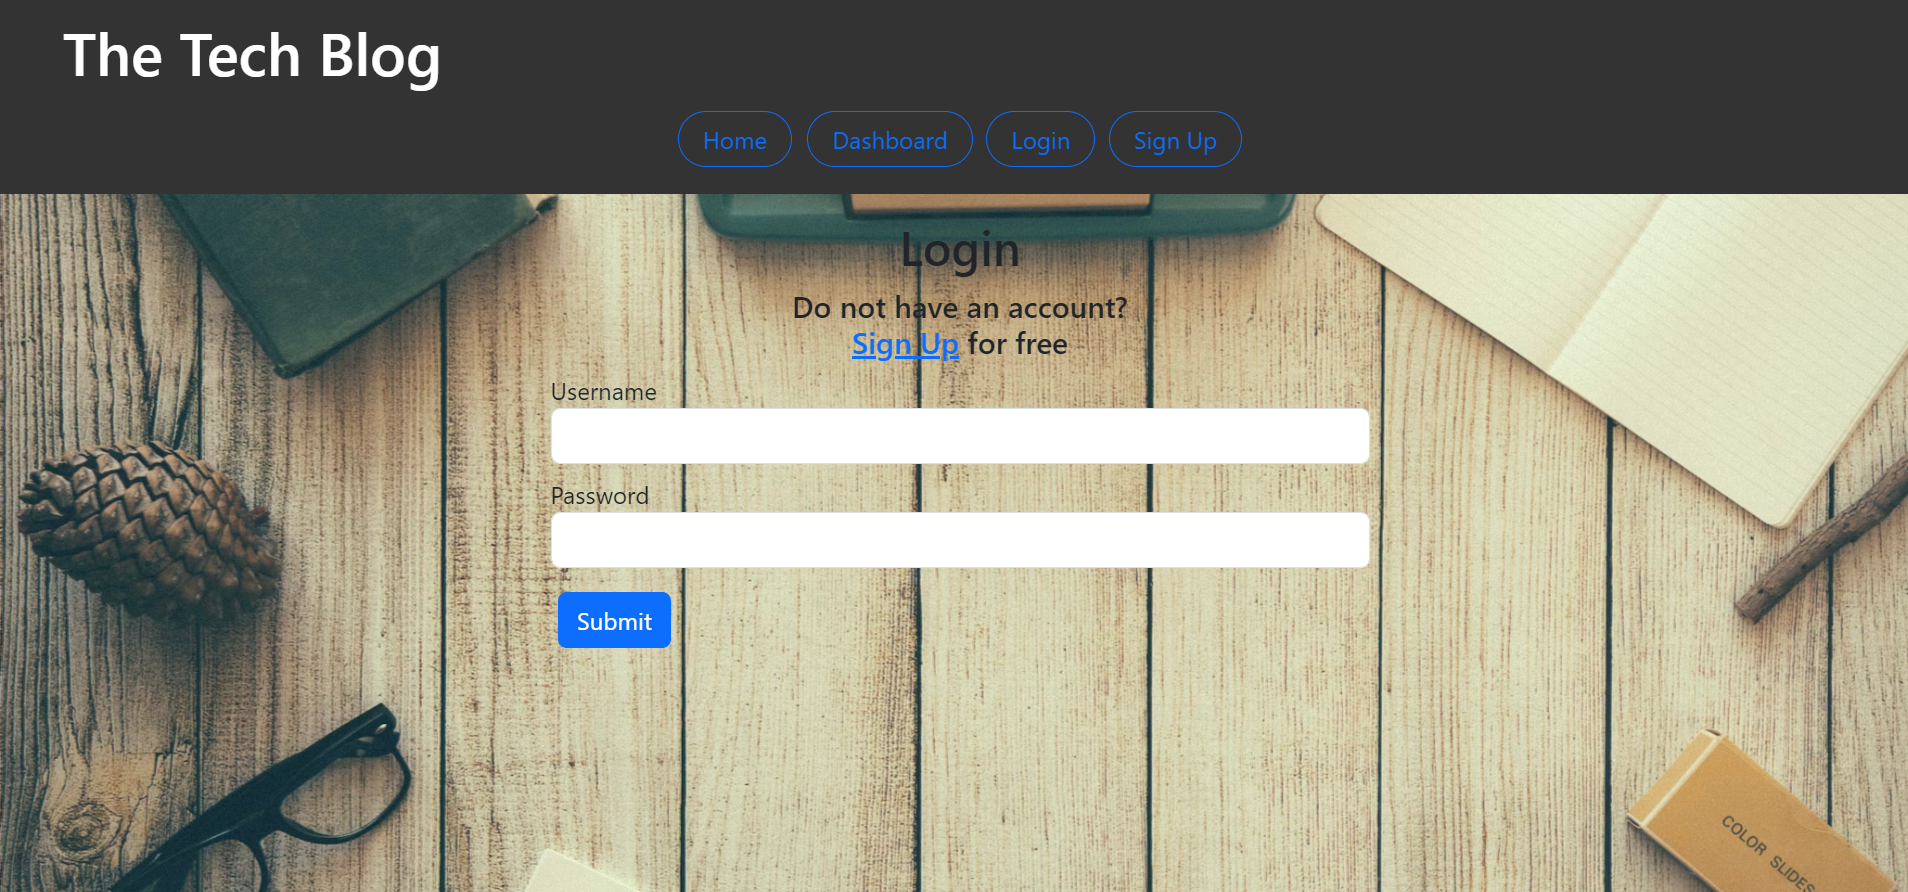 The Tech Blog
Home Dashboard Login Sign Up
Login
Do not have an account?
Sign Up for free
Username
Password
Submit
COLOR SLIDES